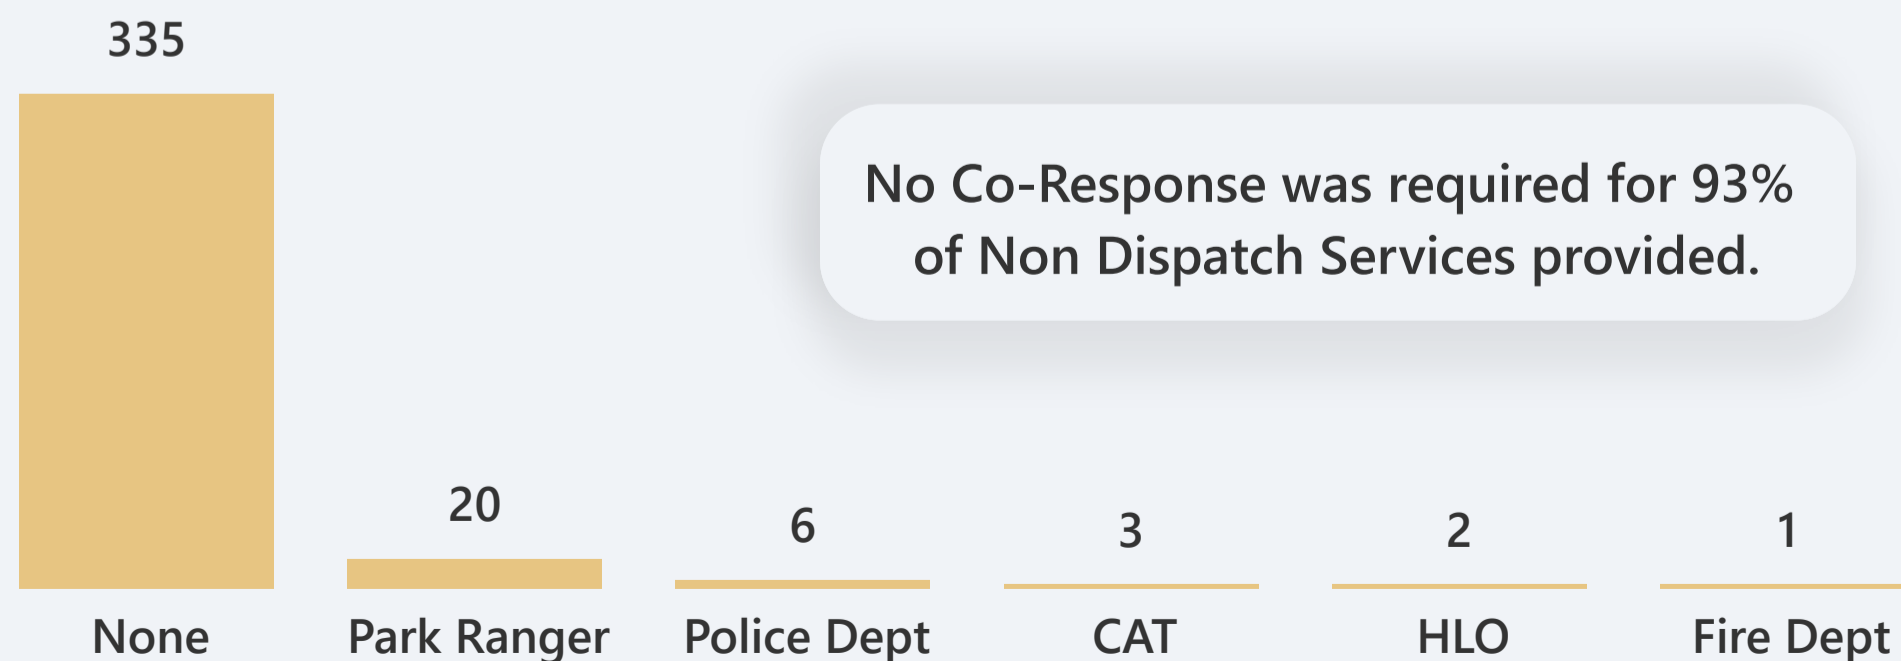 335
No Co-Response was required for 93%
of Non Dispatch Services provided.
20
6
3
2
1
None
Park Ranger
Police Dept
CAT
HLO
Fire Dept